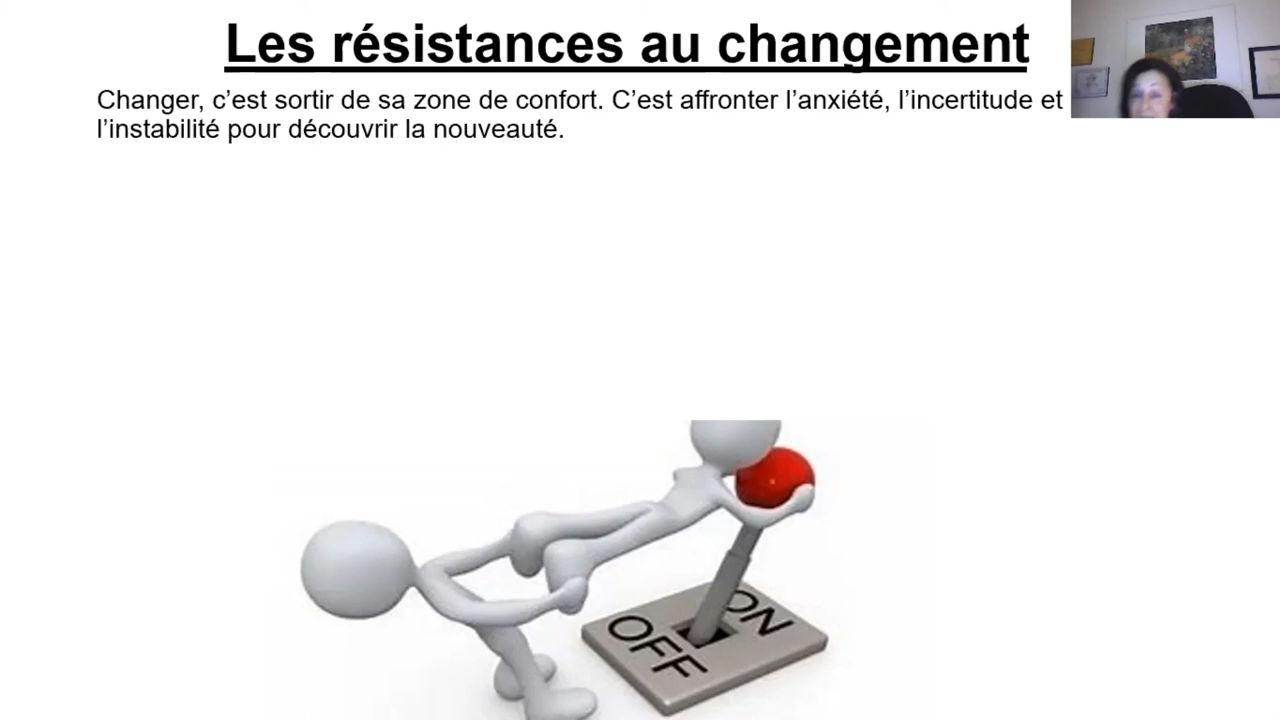 Les résistances au changement
Changer, c’est sortir de sa zone de confort. C’est affronter l’anxiété, l’incertitude et
l’instabilité pour découvrir la nouveauté.
ON
OFF